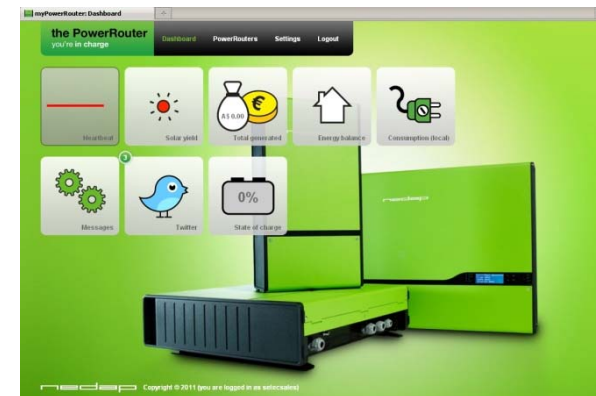 myPowerRouter: Dashboard
the PowerRouter
you're in charge
Dashboard PowerRouters Settings Logout
Heartbeat
Solar yield
A$ 0.00
Total generated
Energy balance
Consumption (local)
Messages
3
Twitter
0%
State of charge
nedap
nedap Copyright © 2011 (you are logged in as setecsales)